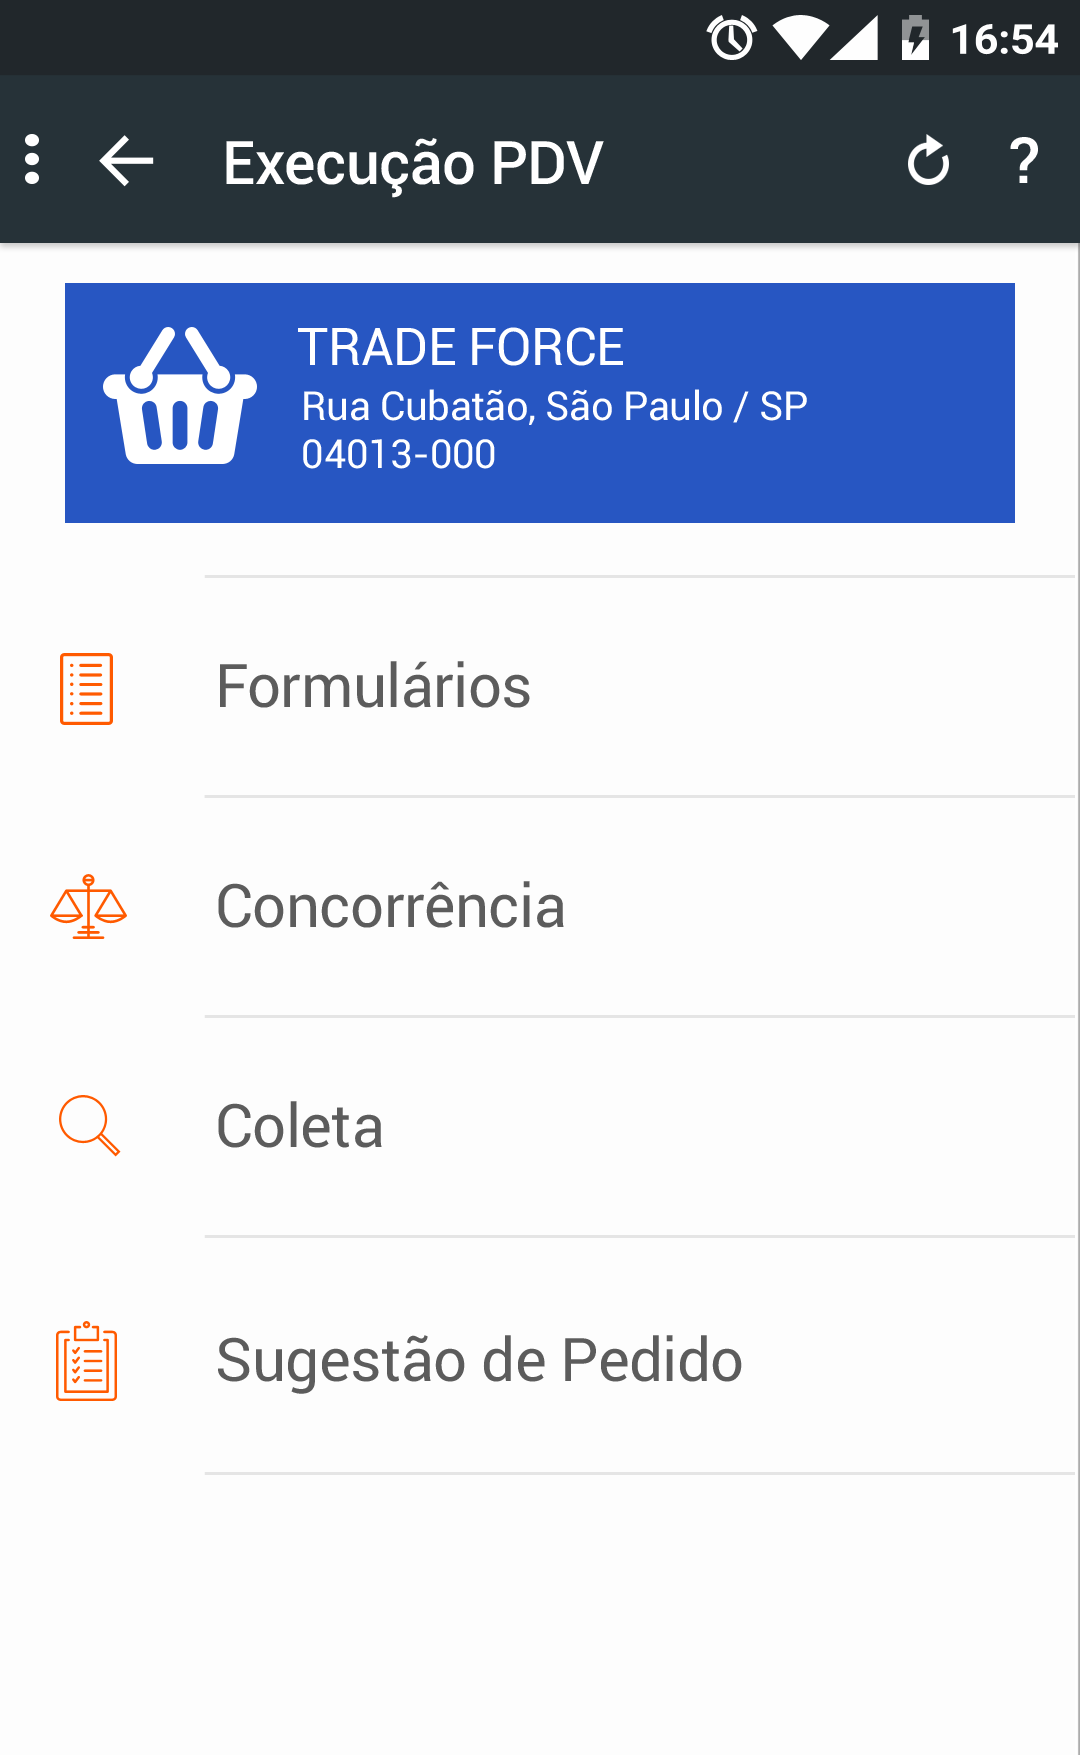 16:54
Execução PDV
?
TRADE FORCE
Rua Cubatão, São Paulo / SP
04013-000
Formulários
Concorrência
Coleta
Sugestão de Pedido